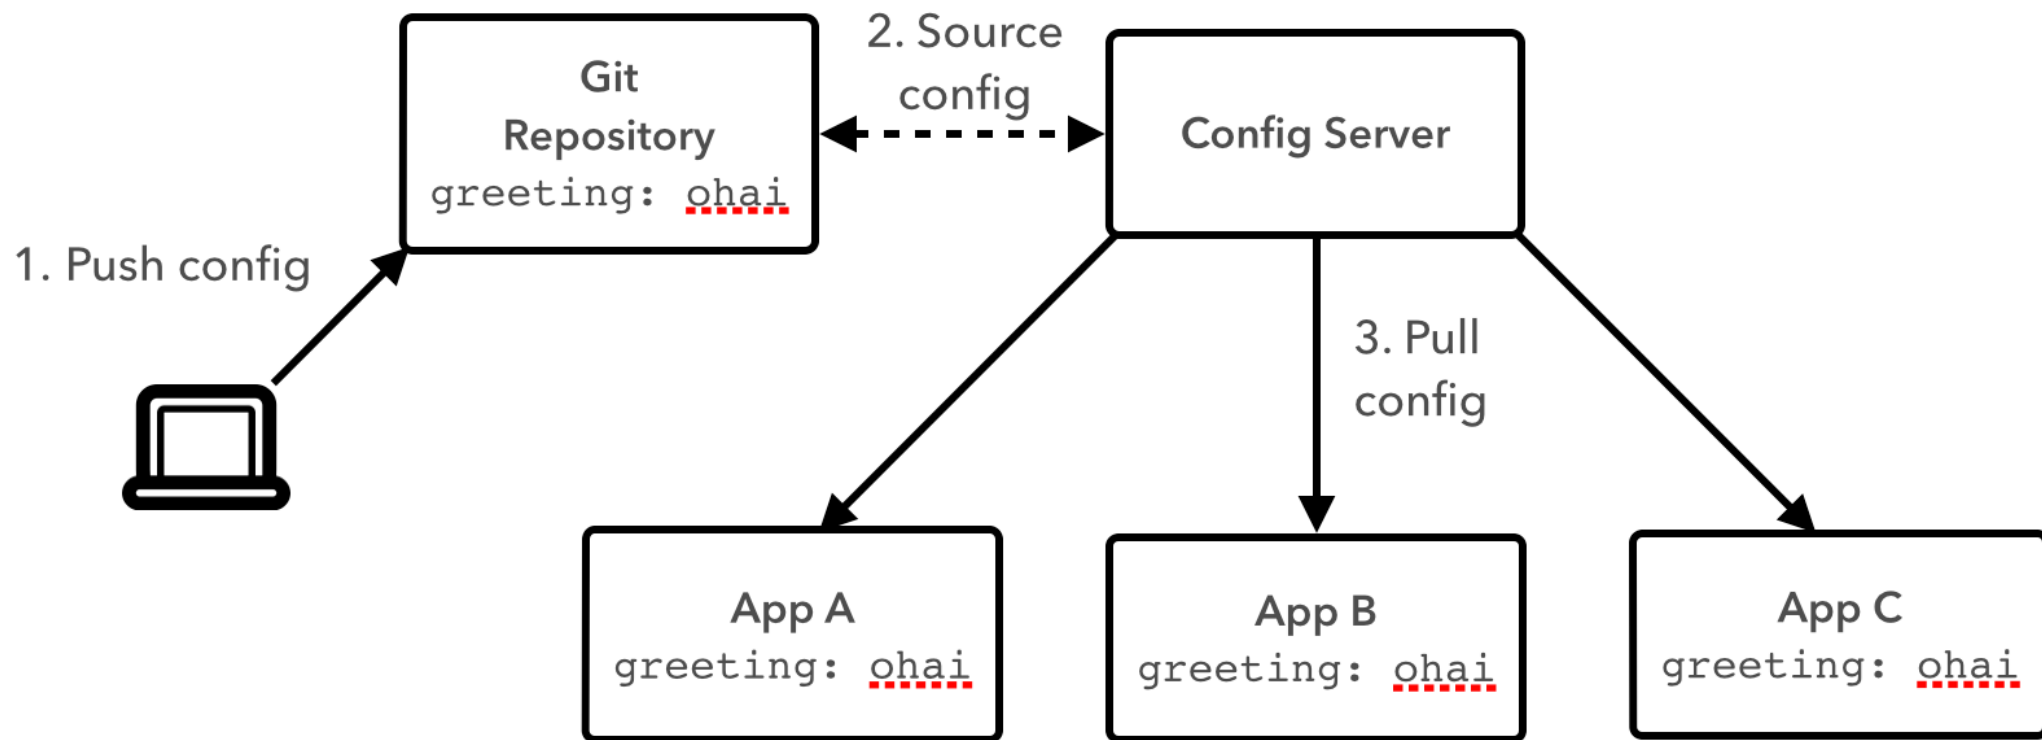 Git
Repository
greeting: ohai
2. Source
config
Config Server
1. Push config
3. Pull
config
App A
greeting: ohai
App B
greeting: ohai
App C
greeting: ohai